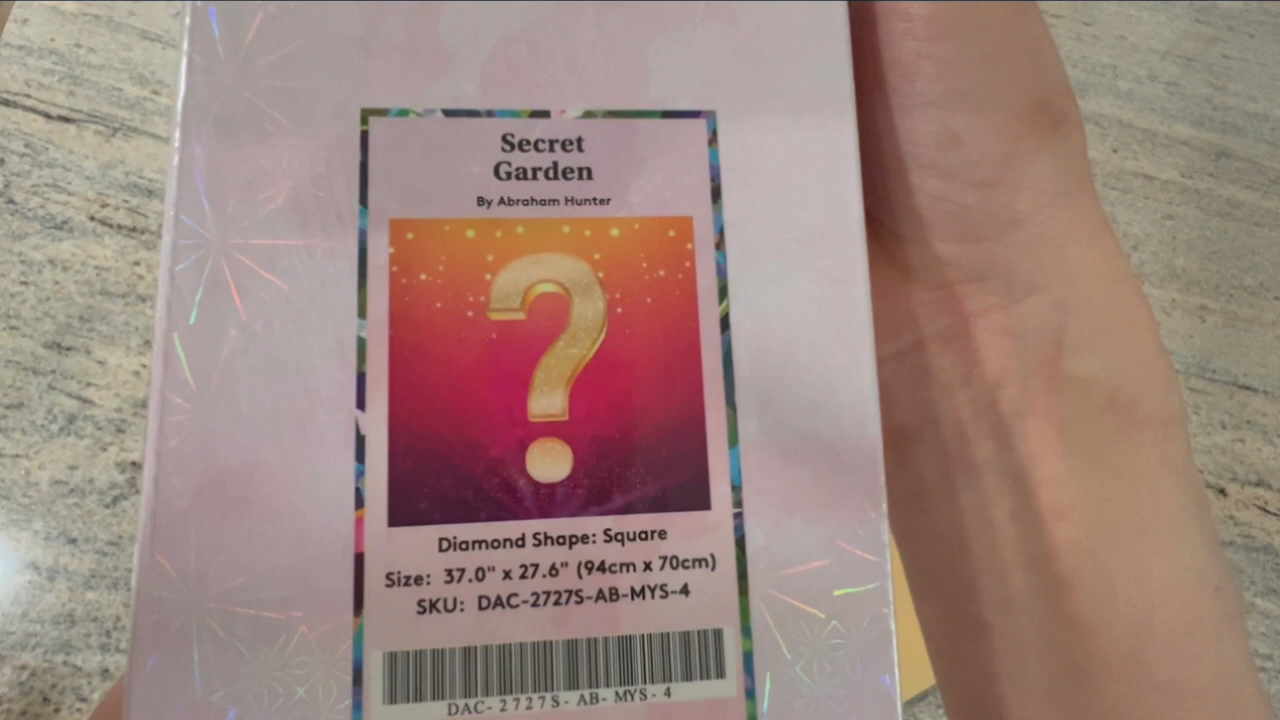 Secret
Garden
By Abraham Hunter
?
Diamond Shape: Square
Size: 37.0" x 27.6" (94cm x 70cm)
SKU: DAC-2727S-AB-MYS-4
DAC- 2727S- AB- MYS- 4